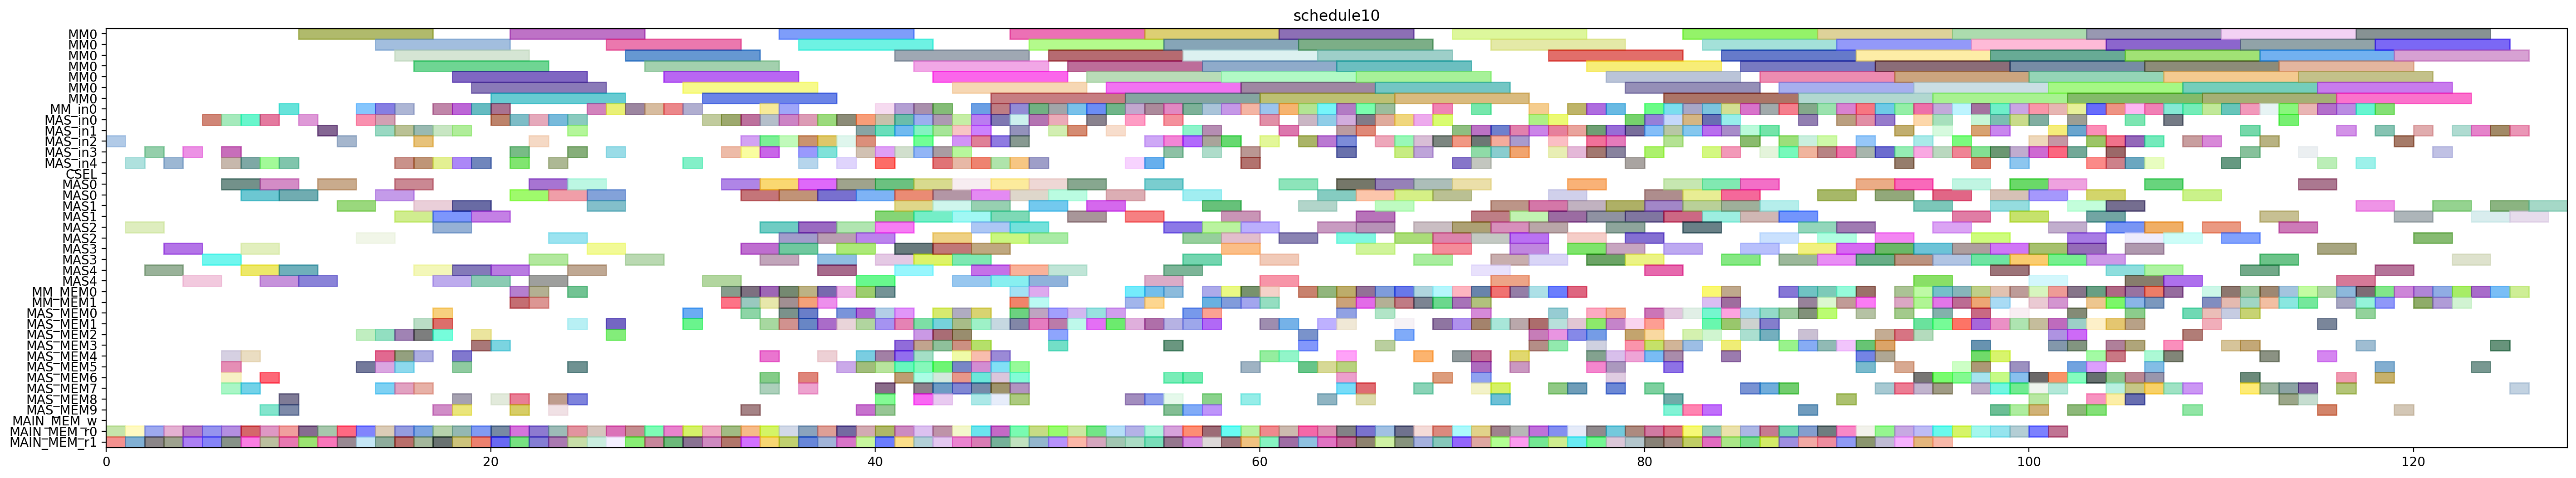 schedule10
MM0
MM0
MM0
MM0
MM0
MM0
MM0
MM_in0
MAS_in0
MAS_in1
MAS_in2
MAS_in3
MAS_in4
CSEL
MAS0
MAS0
MAS1
MAS1
MAS2
MAS2
MAS3
MAS3
MAS4
MAS4
MM_MEM0
MM_MEM1
MAS_MEM0
MAS_MEM1
MAS_MEM2
MAS_MEM3
MAS_MEM4
MAS_MEM5
MAS_MEM6
MAS_MEM7
MAS_MEM8
MAS_MEM9
MAIN_MEM_w
MAIN_MEM_r0
MAIN_MEM_r1
0 20 40 60 80 100 120